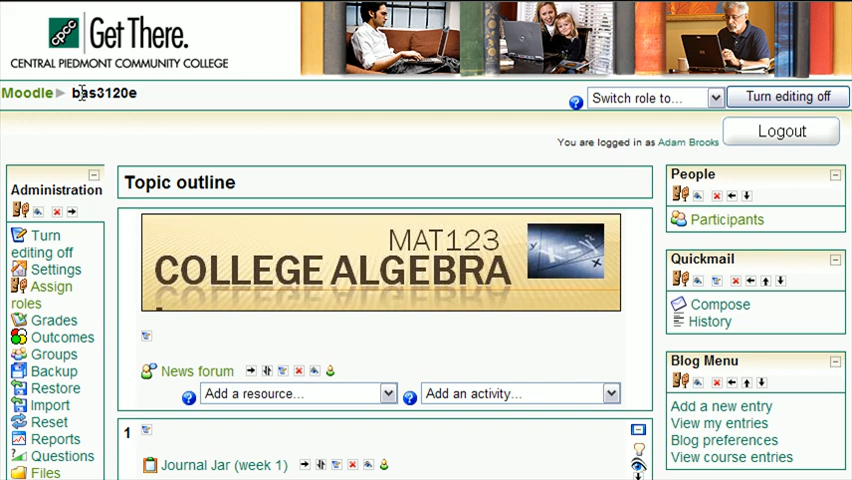 cpcc
Get There.
CENTRAL PIEDMONT COMMUNITY COLLEGE
Moodle bas3120e
Switch role to...
Turn editing off
You are logged in as Adam Brooks
Logout
Administration
Turn
editing off
Settings
Assign
roles
Grades
Outcomes
Groups
Backup
Restore
Import
Reset
Reports
Questions
Files
Topic outline
MAT123
COLLEGE ALGEBRA
News forum
Add a resource...
Add an activity...
1
Journal Jar (week 1)
People
Participants
Quickmail
Compose
History
Blog Menu
Add a new entry
View my entries
Blog preferences
View course entries